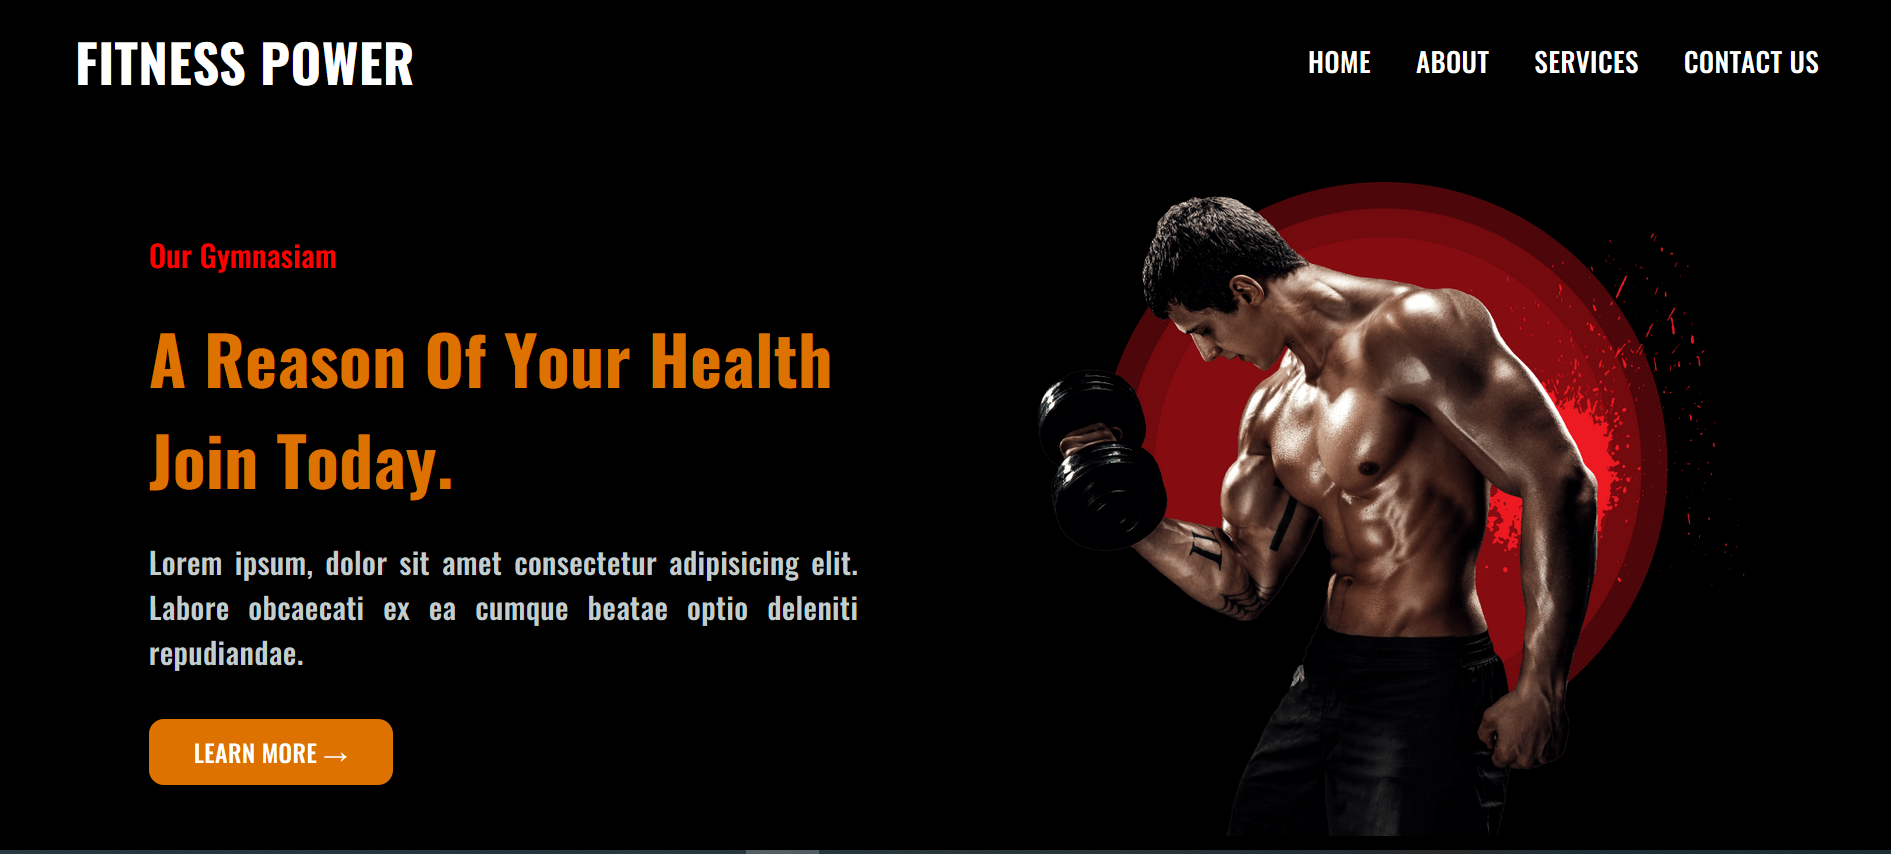 FITNESS POWER
HOME ABOUT SERVICES CONTACT US
Our Gymnasiam
A Reason Of Your Health
Join Today.
Lorem ipsum, dolor sit amet consectetur adipisicing elit.
Labore obcaecati ex ea cumque beatae optio deleniti
repudiandae.
LEARN MORE →